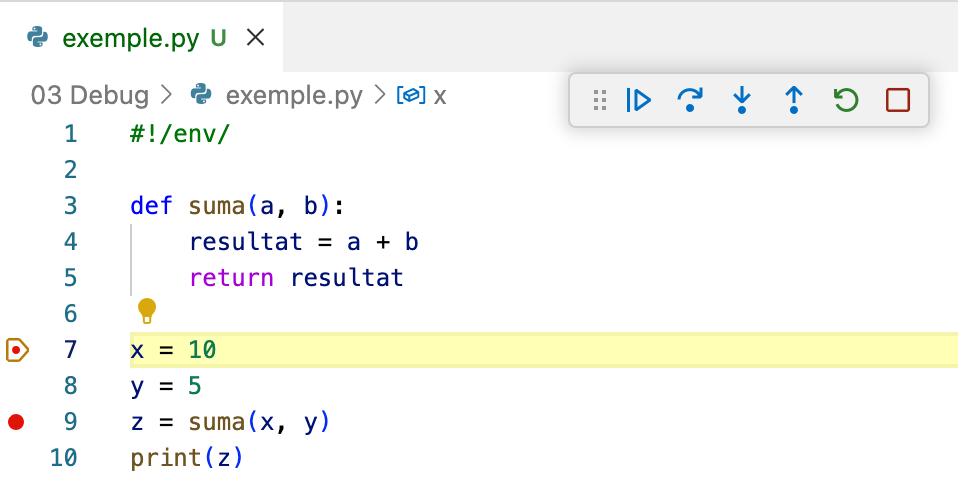 exemple.py U
03 Debug > exemple.py > x
1 #!/env/
2
3 def suma(a, b):
4     resultat = a + b
5     return resultat
6
7 x = 10
8 y = 5
9 z = suma(x, y)
10 print(z)